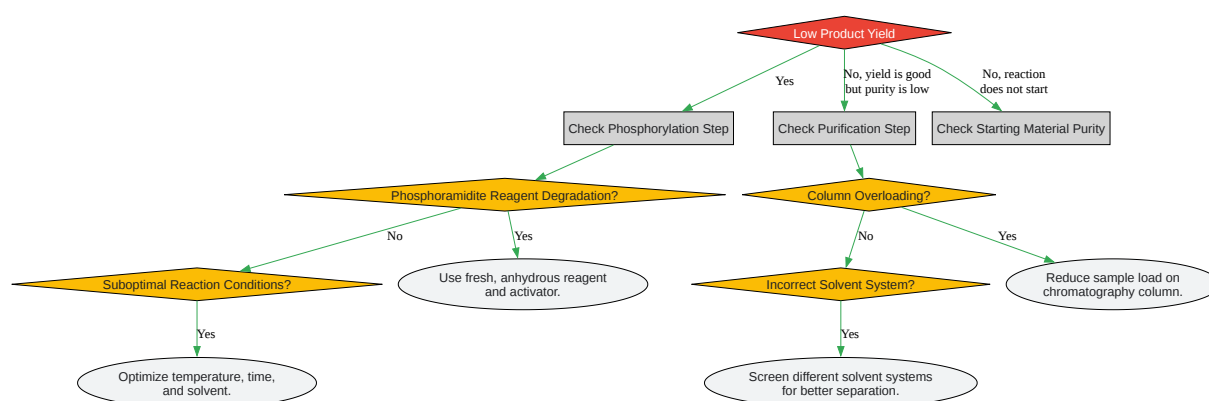 Low Product Yield
Yes
No, yield is good
but purity is low
No, reaction
does not start
Check Phosphorylation Step
Check Purification Step
Check Starting Material Purity
Phosphoramidite Reagent Degradation?
Column Overloading?
No
Yes
No
Yes
Suboptimal Reaction Conditions?
Use fresh, anhydrous reagent
and activator.
Incorrect Solvent System?
Reduce sample load on
chromatography column.
Yes
Yes
Optimize temperature, time,
and solvent.
Screen different solvent systems
for better separation.